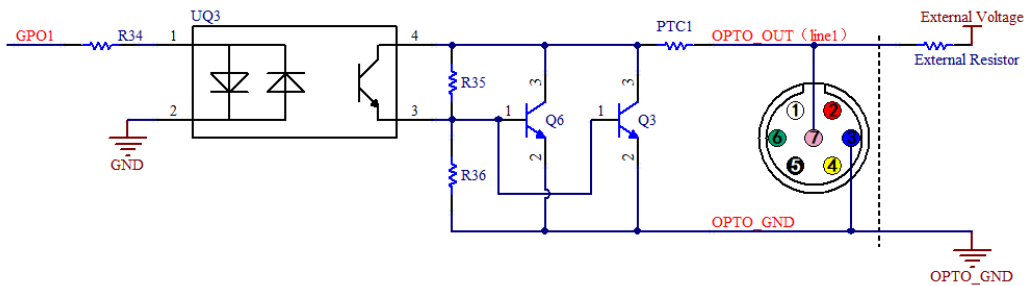 UQ3
External Voltage
GPO1
R34
1
4
PTC1
OPTO_OUT（line1）
External Resistor
R35
3
3
1
2
2
3
1
Q6
1
Q3
6
7
3
GND
R36
2
2
5
4
OPTO_GND
OPTO_GND